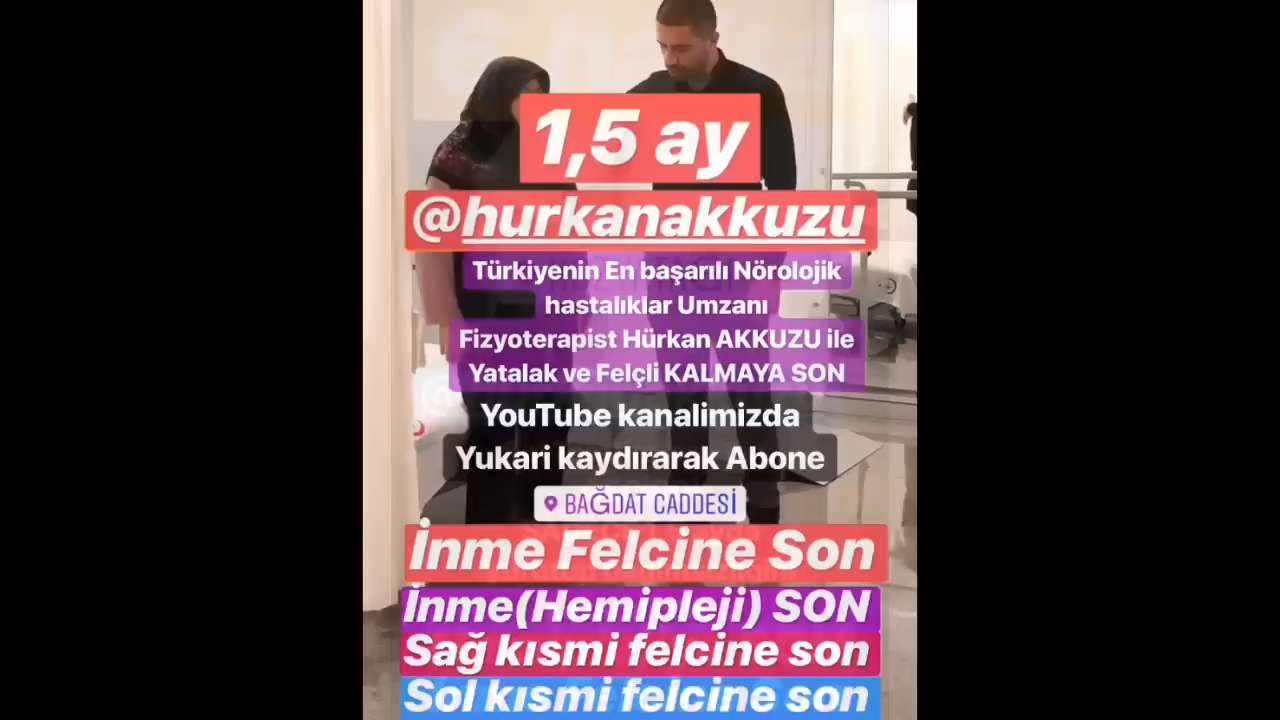 1,5 ay
@hurkanakkuzu
Türkiyenin En başarılı Nörolojik
hastalıklar Umzanı
Fizyoterapist Hürkan AKKUZU ile
Yatalak ve Felçli KALMAYA SON
YouTube kanalimizda
Yukari kaydırarak Abone
BAĞDAT CADDESİ
İnme Felcine Son
İnme(Hemipleji) SON
Sağ kısmi felcine son
Sol kısmi felcine son